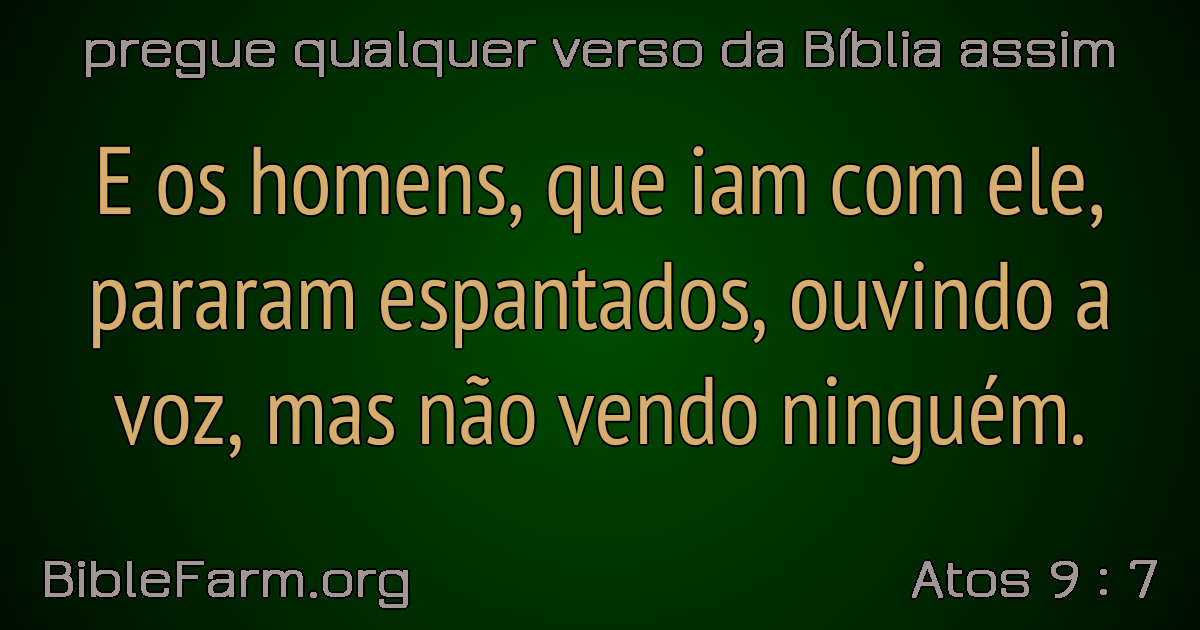 pregue qualquer verso da Bíblia assim
E os homens, que iam com ele,
pararam espantados, ouvindo a
voz, mas não vendo ninguém.
BibleFarm.org
Atos 9 : 7